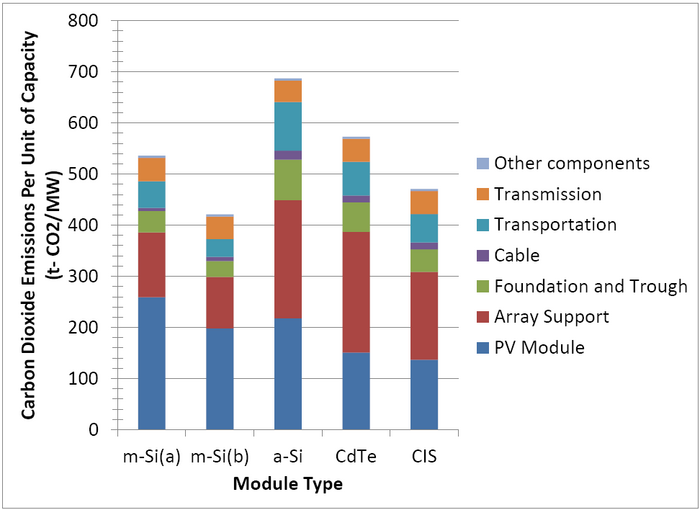 Carbon Dioxide Emissions Per Unit of Capacity
(t- CO2/MW)
800
700
600
500
400
300
200
100
0
m-Si(a) m-Si(b) a-Si CdTe CIS
Module Type
Other components
Transmission
Transportation
Cable
Foundation and Trough
Array Support
PV Module